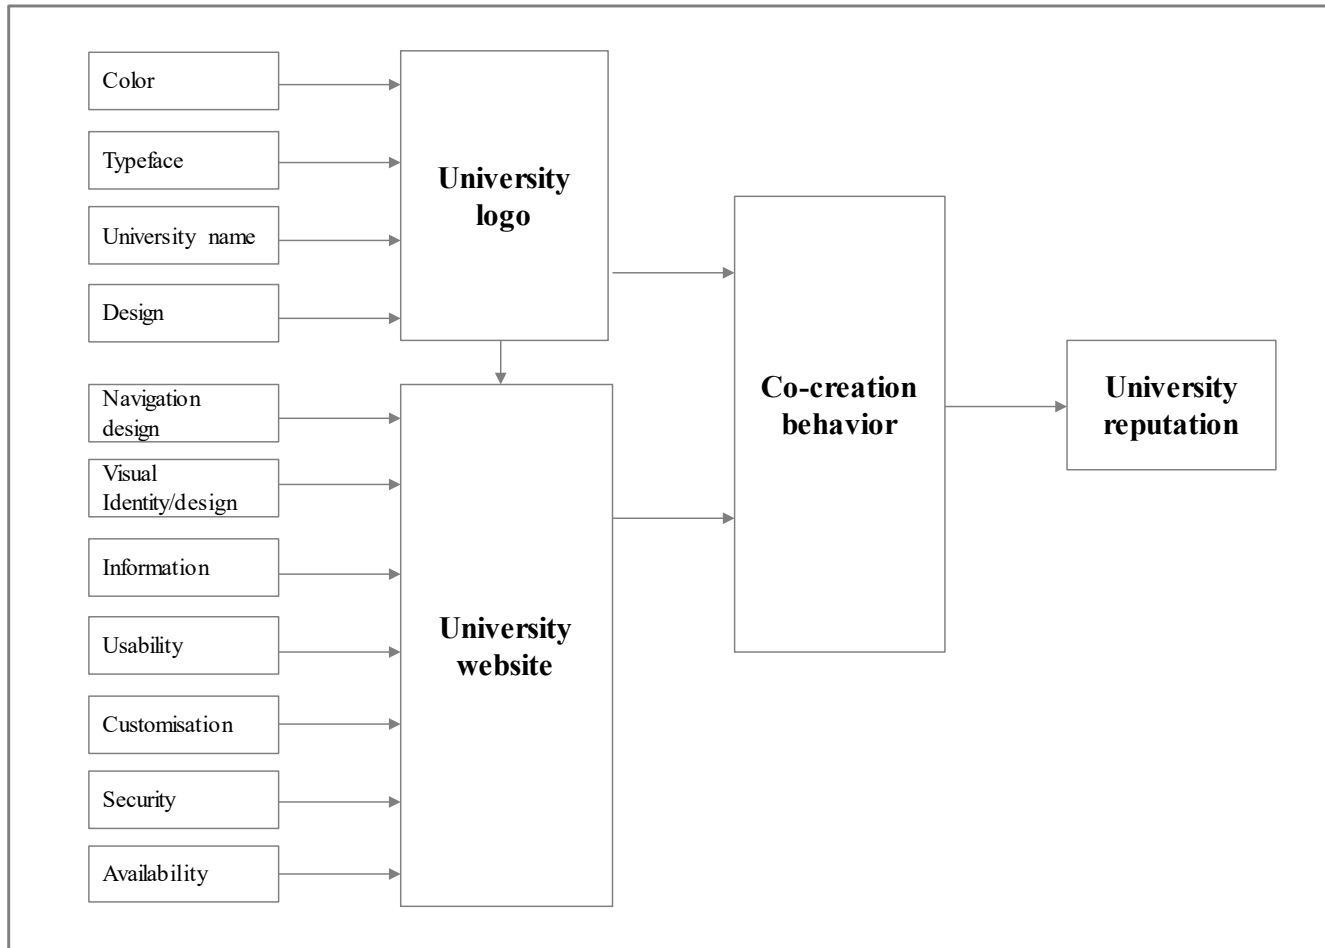 Color
Typeface
University name
Design
University
logo
Navigation
design
Visual
Identity/design
Information
Usability
Customisation
Security
Availability
University
website
Co-creation
behavior
University
reputation